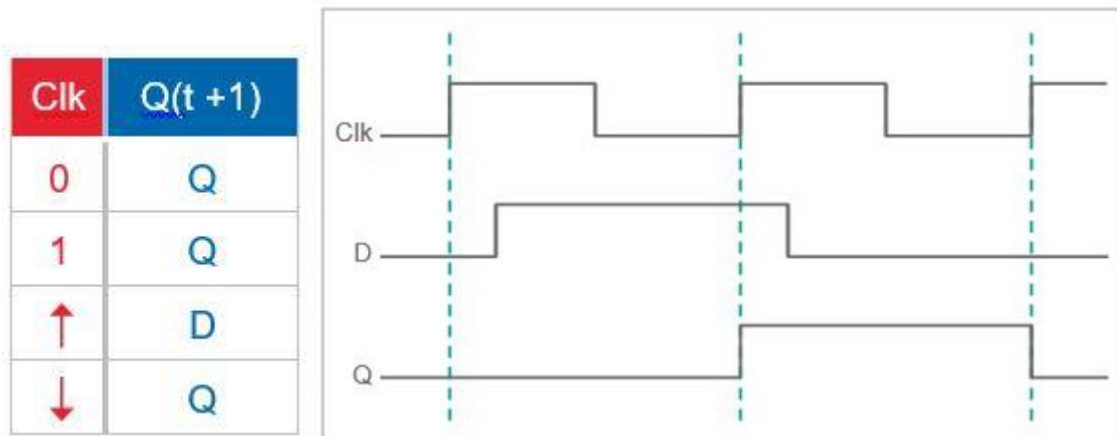 Clk Q(t +1)
0 Q
1 Q
↑ D
↓ Q
Clk
D
Q